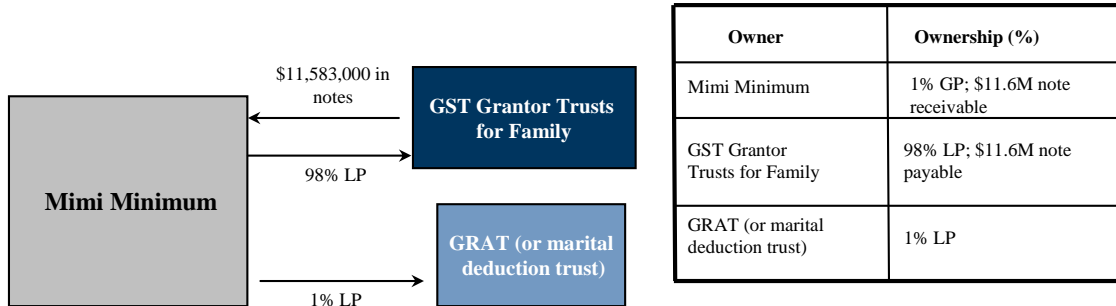 $11,583,000 in
notes
GST Grantor Trusts
for Family
98% LP
Mimi Minimum
GRAT (or marital
deduction trust)
1% LP
Owner
Ownership (%)
Mimi Minimum
1% GP; $11.6M note
receivable
GST Grantor
Trusts for Family
98% LP; $11.6M note
payable
GRAT (or marital
deduction trust)
1% LP